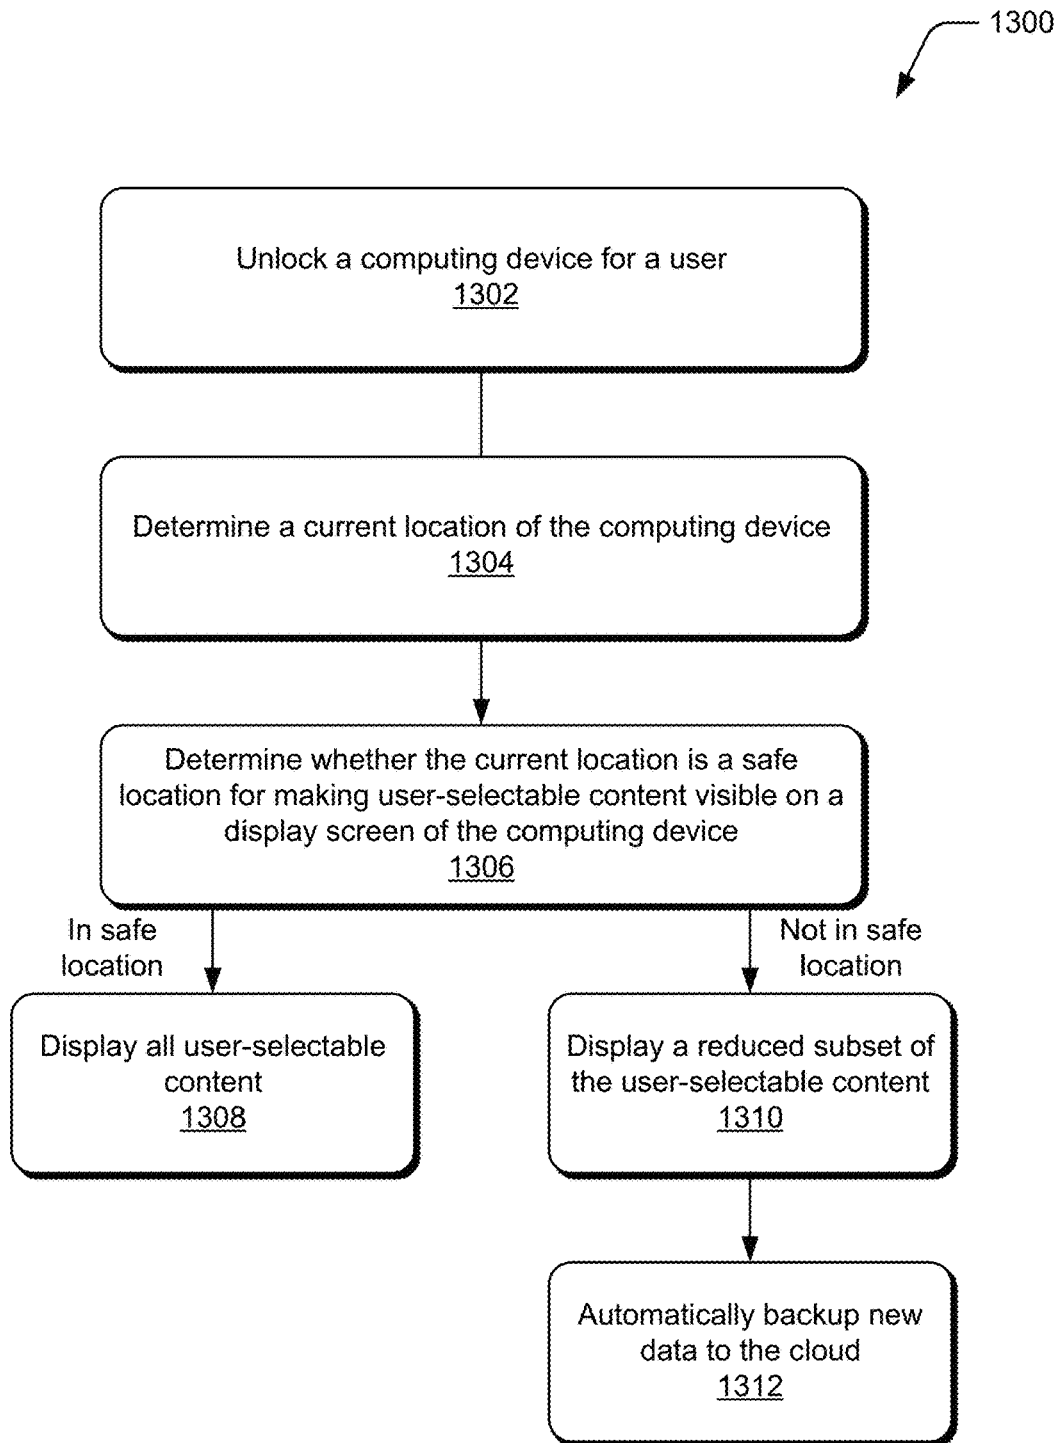 1300
Unlock a computing device for a user
1302
Determine a current location of the computing device
1304
Determine whether the current location is a safe
location for making user-selectable content visible on a
display screen of the computing device
1306
In safe
location
Not in safe
location
Display all user-selectable
content
1308
Display a reduced subset of
the user-selectable content
1310
Automatically backup new
data to the cloud
1312